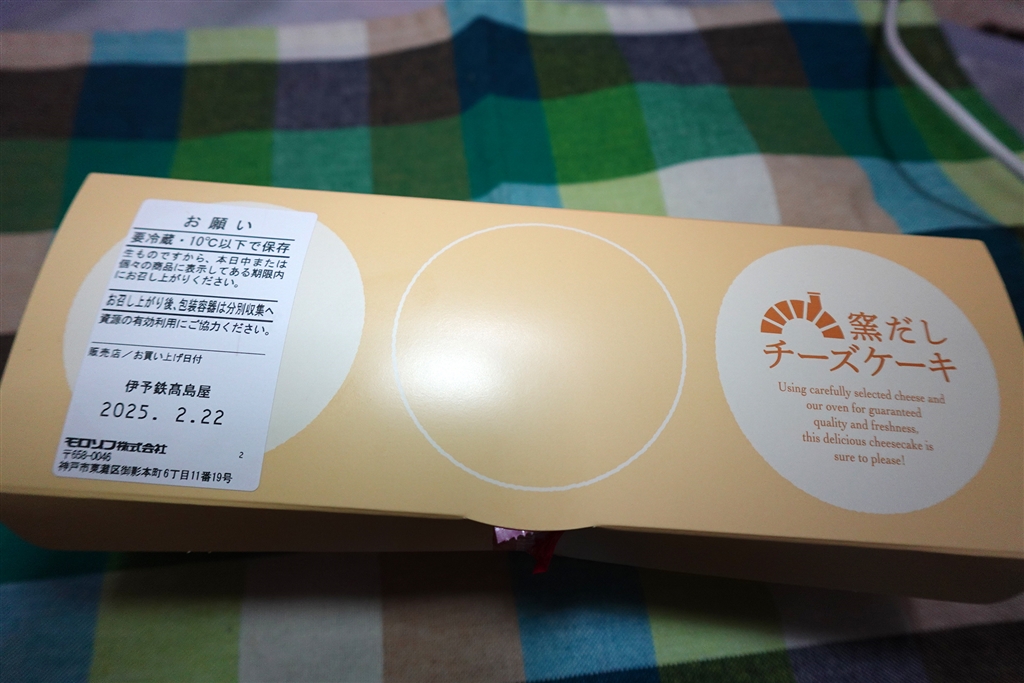 お願い
要冷蔵・10℃以下で保存
生ものですから、本日中または
個々の商品に表示してある期限内
にお召し上がりください。
お召し上がり後、包装容器は分別収集へ
資源の有効利用にご協力ください。
販売店/お買い上げ日付
伊予鉄髙島屋
2025. 2.22
モロゾフ株式会社
2
〒658-0046
神戸市東灘区御影本町6丁目11番19号
窯だし
チーズケーキ
Using carefully selected cheese and
our oven for guaranteed
quality and freshness,
this delicious cheesecake is
sure to please!